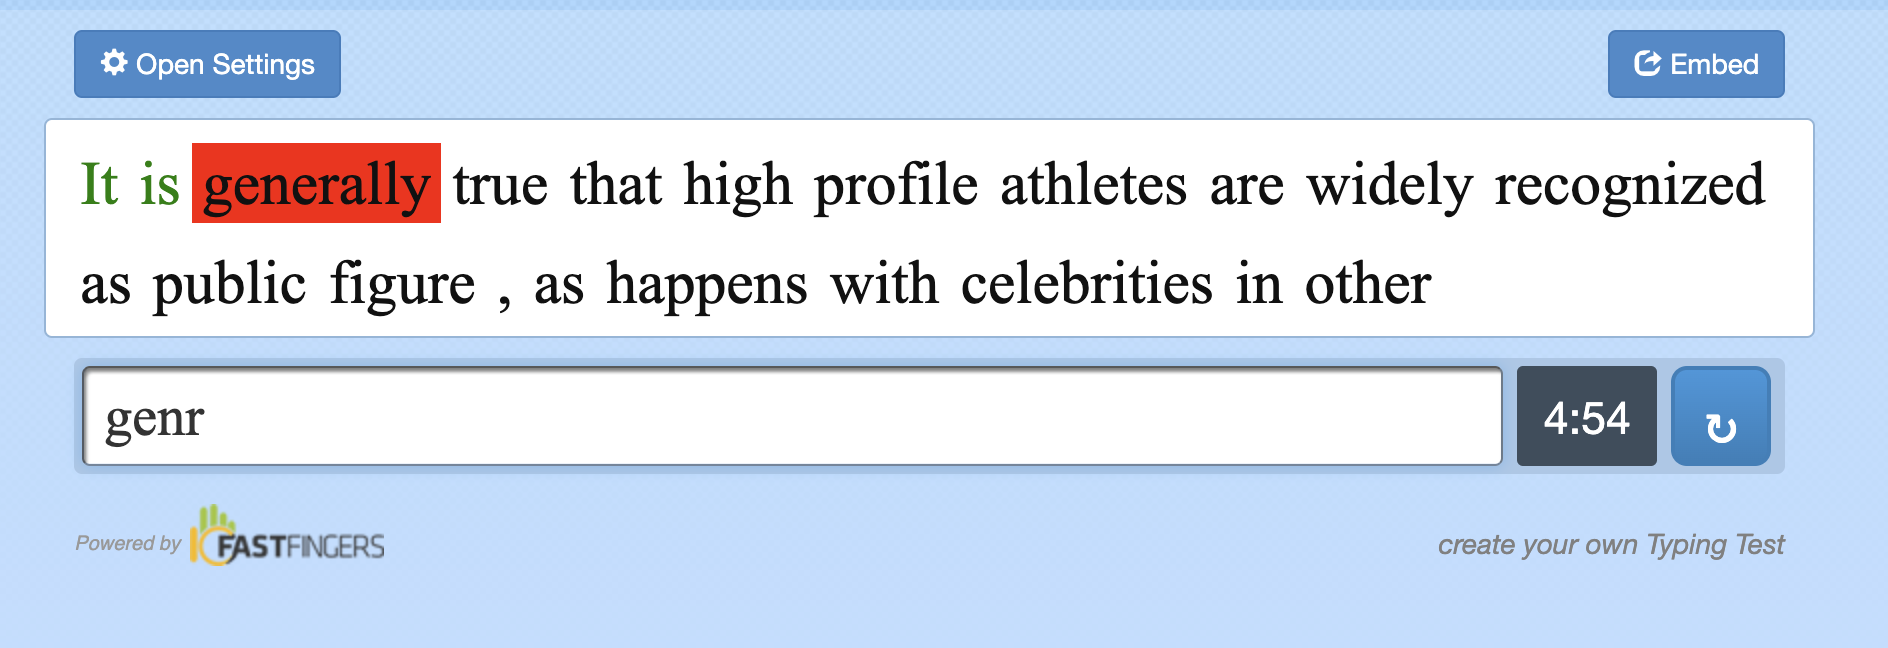 Open Settings
Embed
It is generally true that high profile athletes are widely recognized
as public figure , as happens with celebrities in other
genr
4:54
Powered by 10FASTFINGERS
create your own Typing Test